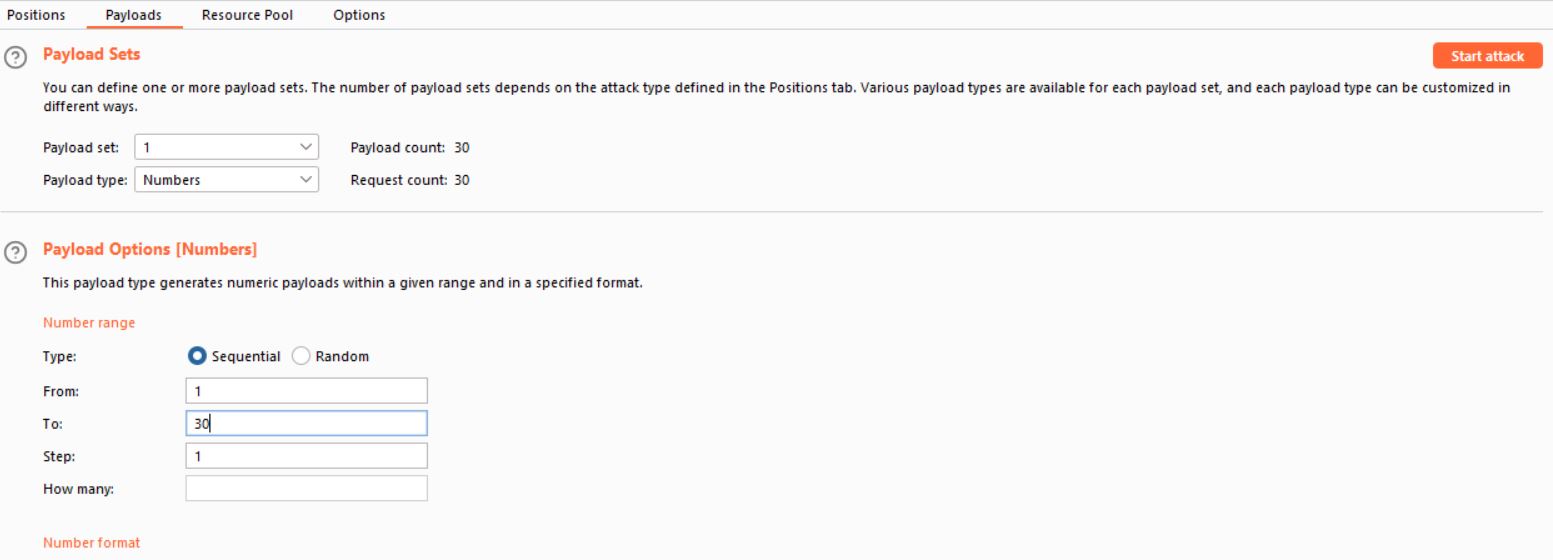 Positions Payloads Resource Pool Options
Payload Sets
Start attack
You can define one or more payload sets. The number of payload sets depends on the attack type defined in the Positions tab. Various payload types are available for each payload set, and each payload type can be customized in
different ways.
Payload set: 1 Payload count: 30
Payload type: Numbers Request count: 30
Payload Options [Numbers]
This payload type generates numeric payloads within a given range and in a specified format.
Number range
Type: Sequential Random
From: 1
To: 30
Step: 1
How many:
Number format